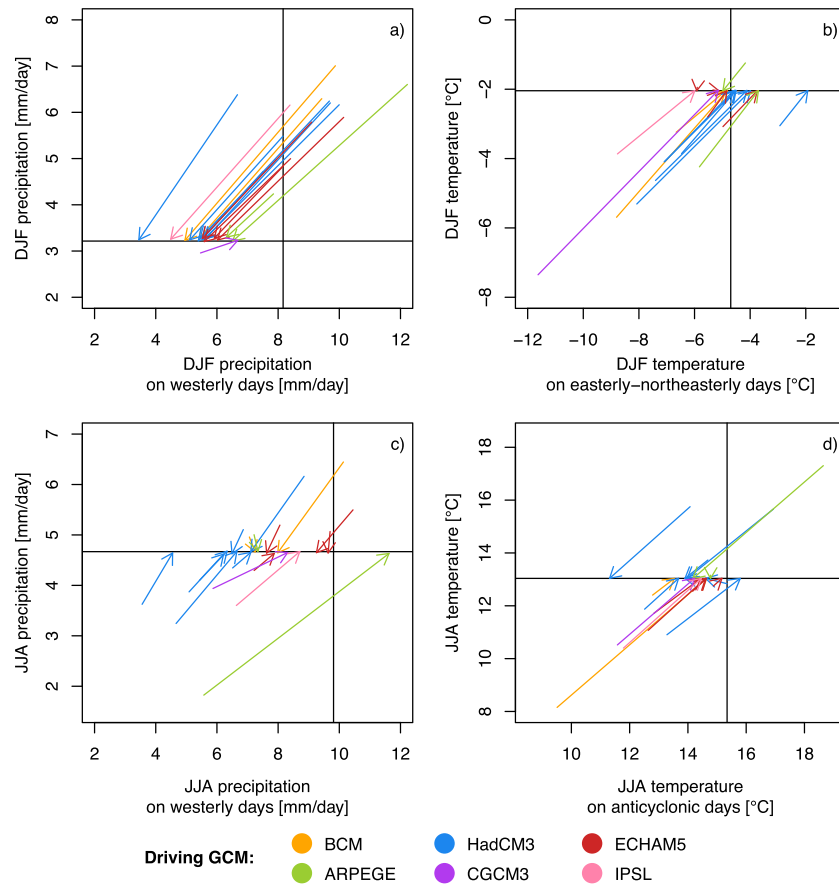 a)
DJF precipitation [mm/day]
2 3 4 5 6 7 8
2 4 6 8 10 12
DJF precipitation
on westerly days [mm/day]
b)
DJF temperature [°C]
−8 −6 −4 −2 0
−12 −10 −8 −6 −4 −2
DJF temperature
on easterly−northeasterly days [°C]
c)
JJA precipitation [mm/day]
2 3 4 5 6 7
2 4 6 8 10 12
JJA precipitation
on westerly days [mm/day]
d)
JJA temperature [°C]
8 10 12 14 16 18
10 12 14 16 18
JJA temperature
on anticyclonic days [°C]
Driving GCM:
BCM HadCM3 ECHAM5
ARPEGE CGCM3 IPSL